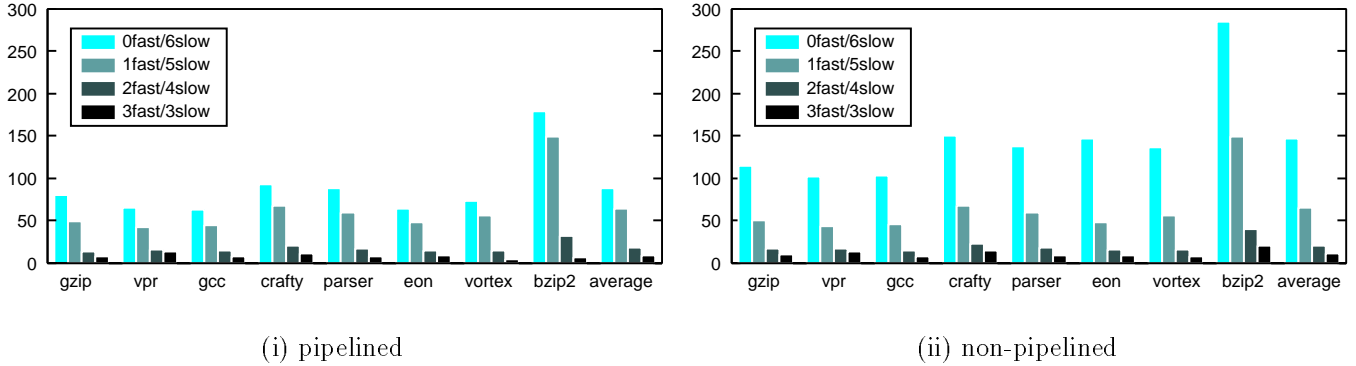 300
250
200
150
100
50
0
0fast/6slow
1fast/5slow
2fast/4slow
3fast/3slow
gzip vpr gcc crafty parser eon vortex bzip2 average
(i) pipelined
300
250
200
150
100
50
0
0fast/6slow
1fast/5slow
2fast/4slow
3fast/3slow
gzip vpr gcc crafty parser eon vortex bzip2 average
(ii) non-pipelined